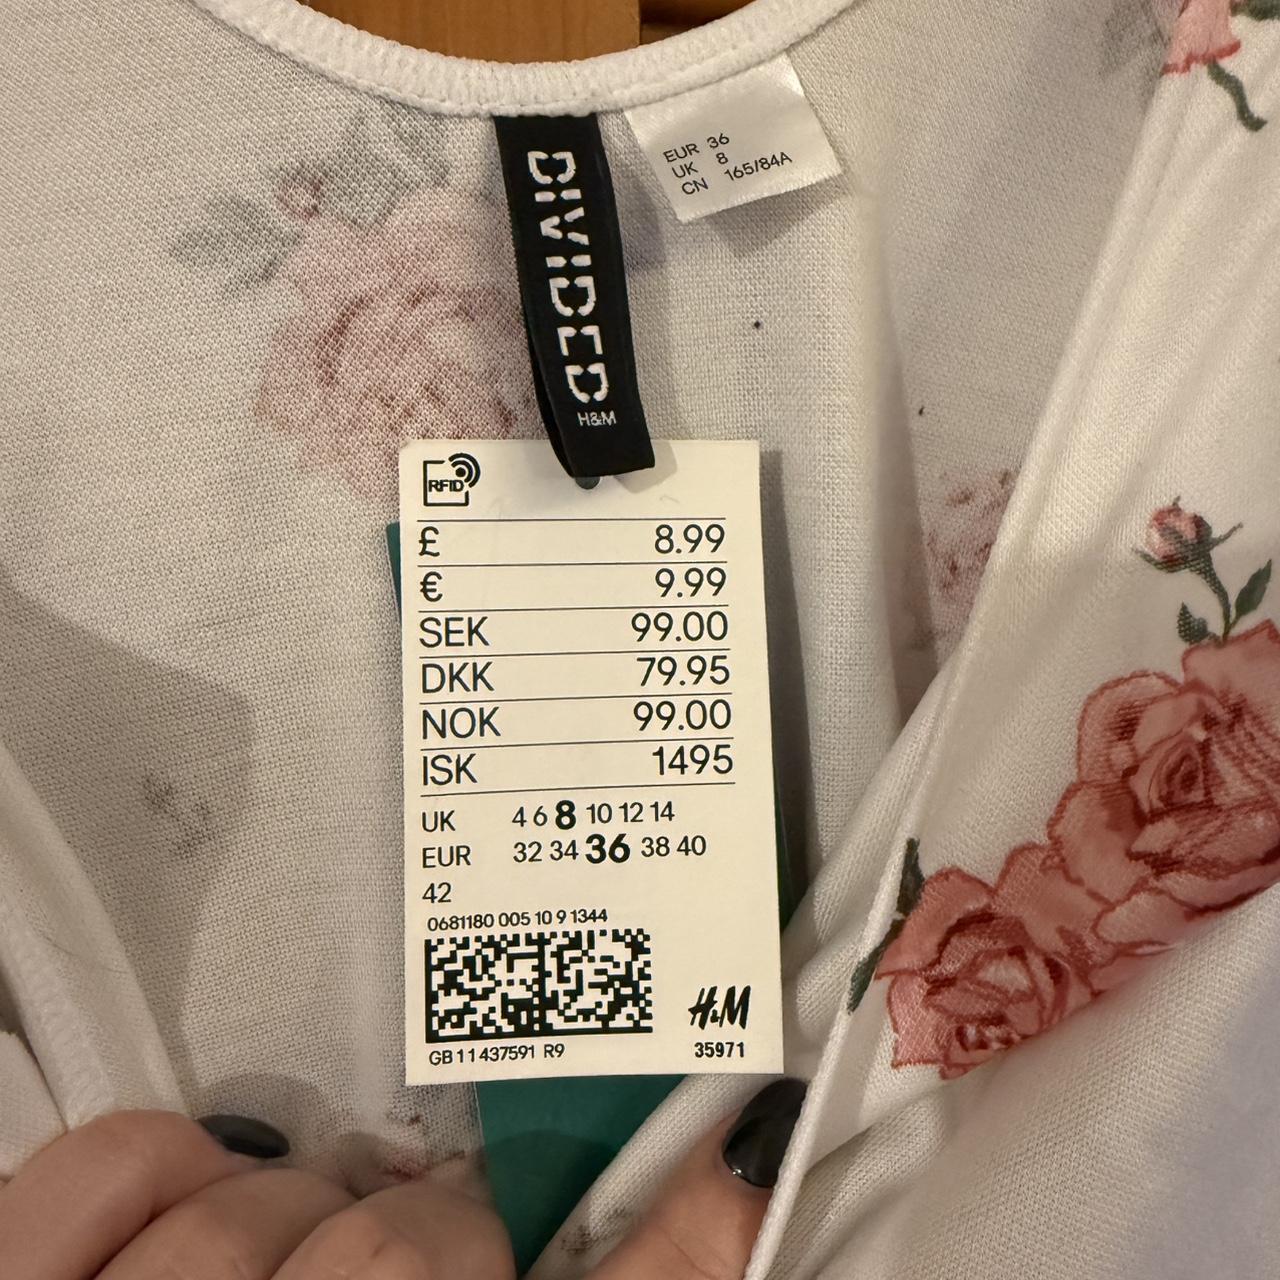 EUR 36
UK 8
CN 165/84A
DIVIDED
H&M
RFID
£ 8.99
€ 9.99
SEK 99.00
DKK 79.95
NOK 99.00
ISK 1495
UK 4 6 8 10 12 14
EUR 32 34 36 38 40
42
0681180 005 10 9 1344
H&M
GB 11 437591 R9 35971